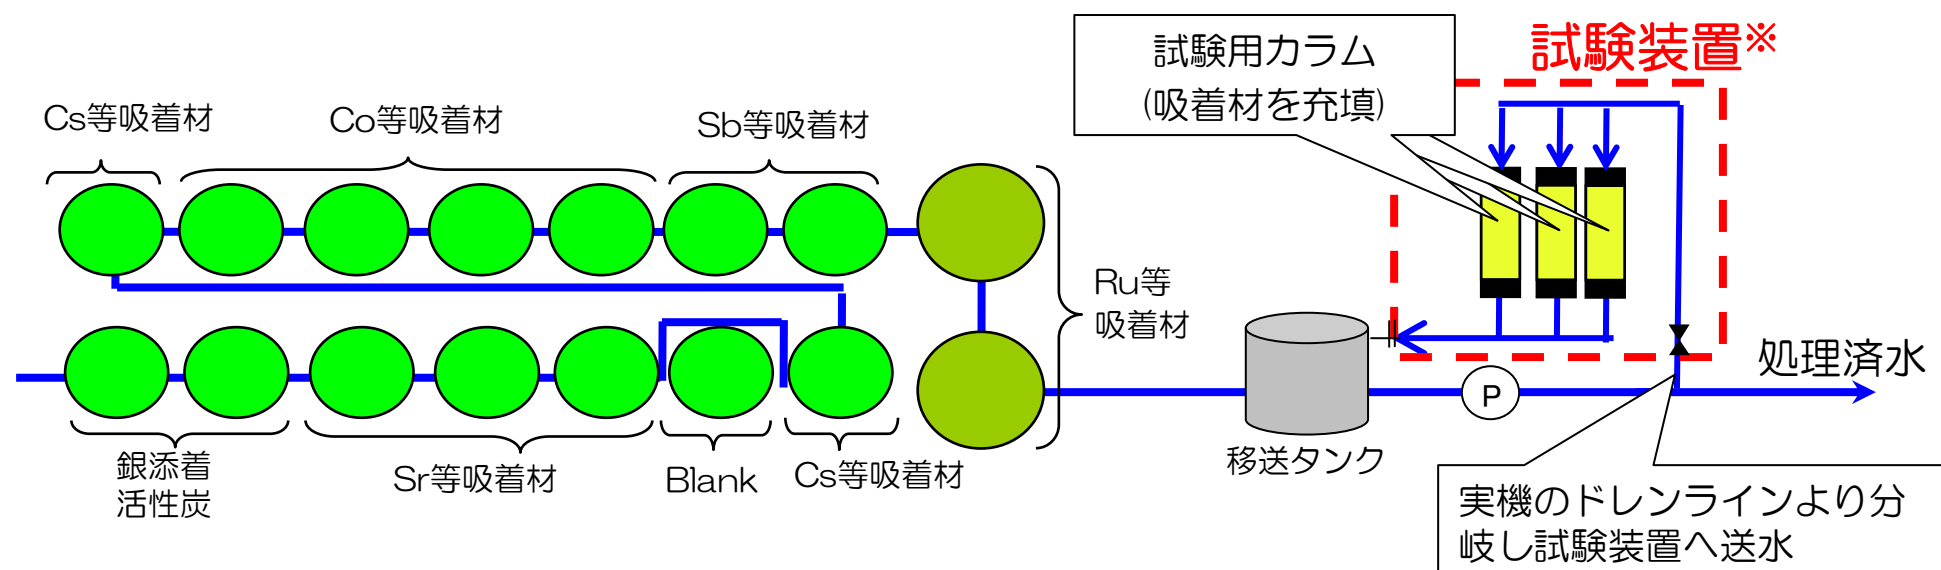 試験用カラム
(吸着材を充填)
試験装置※
Cs等吸着材
Co等吸着材
Sb等吸着材
Ru等
吸着材
処理済水
P
移送タンク
銀添着
活性炭
Sr等吸着材
Blank
Cs等吸着材
実機のドレンラインより分
岐し試験装置へ送水